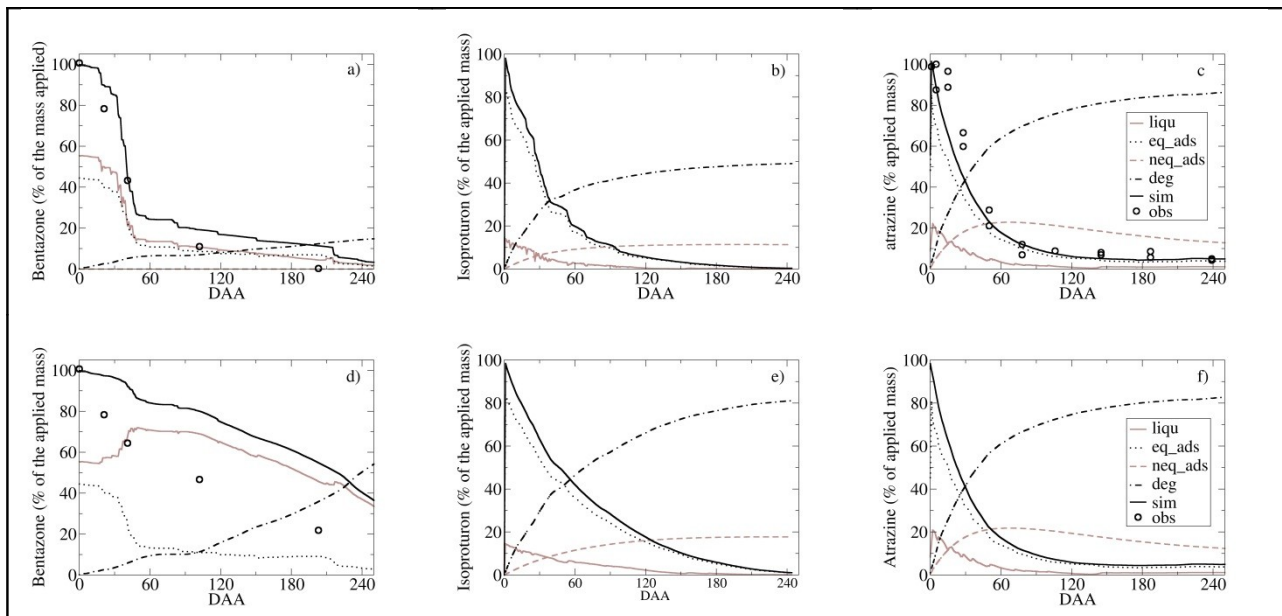 Bentazone (% of the mass applied)
100
80
60
40
20
0
0 60 120 180 240
DAA
a)
Isoproturon (% of the applied mass)
100
80
60
40
20
0
0 60 120 180 240
DAA
b)
atrazine (% applied mass)
100
80
60
40
20
0
0 60 120 180 240
DAA
c
liqu
eq_ads
neq_ads
deg
sim
obs
Bentazone (% of the applied mass)
100
80
60
40
20
0
0 60 120 180 240
DAA
d)
Isoproturon (% of the applied mass)
100
80
60
40
20
0
0 60 120 180 240
DAA
e)
Atrazine (% of applied mass)
100
80
60
40
20
0
0 60 120 180 240
DAA
f)
liqu
eq_ads
neq_ads
deg
sim
obs